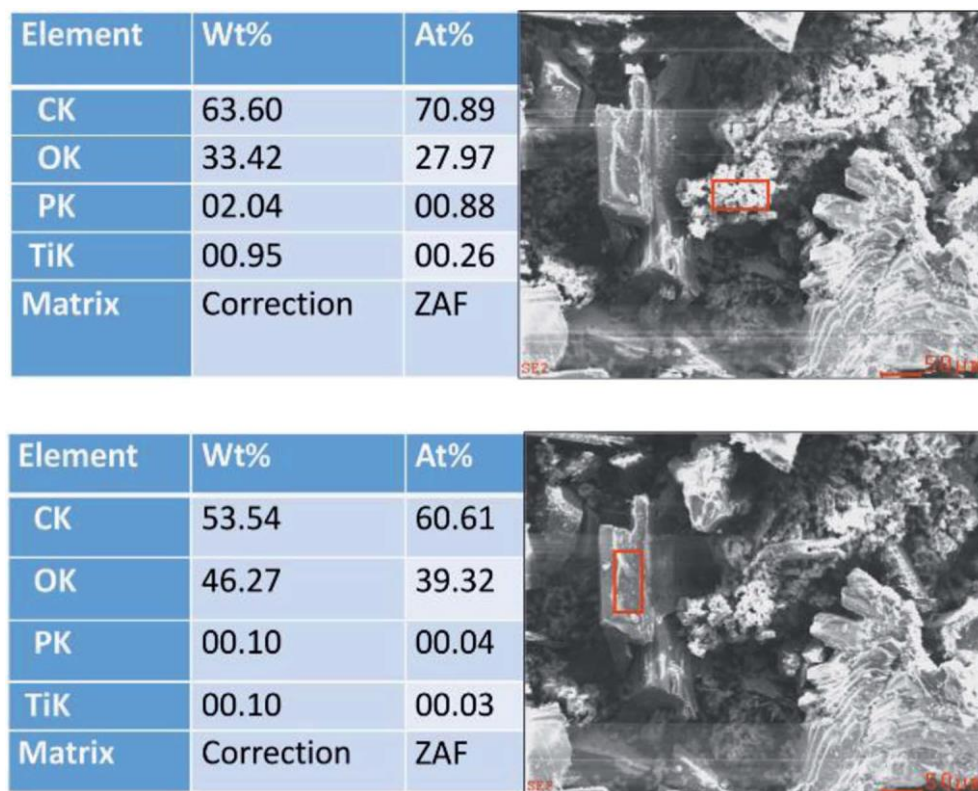 Element Wt% At%
CK 63.60 70.89
OK 33.42 27.97
PK 02.04 00.88
TiK 00.95 00.26
Matrix Correction ZAF
SE2
50µm
Element Wt% At%
CK 53.54 60.61
OK 46.27 39.32
PK 00.10 00.04
TiK 00.10 00.03
Matrix Correction ZAF
50µm